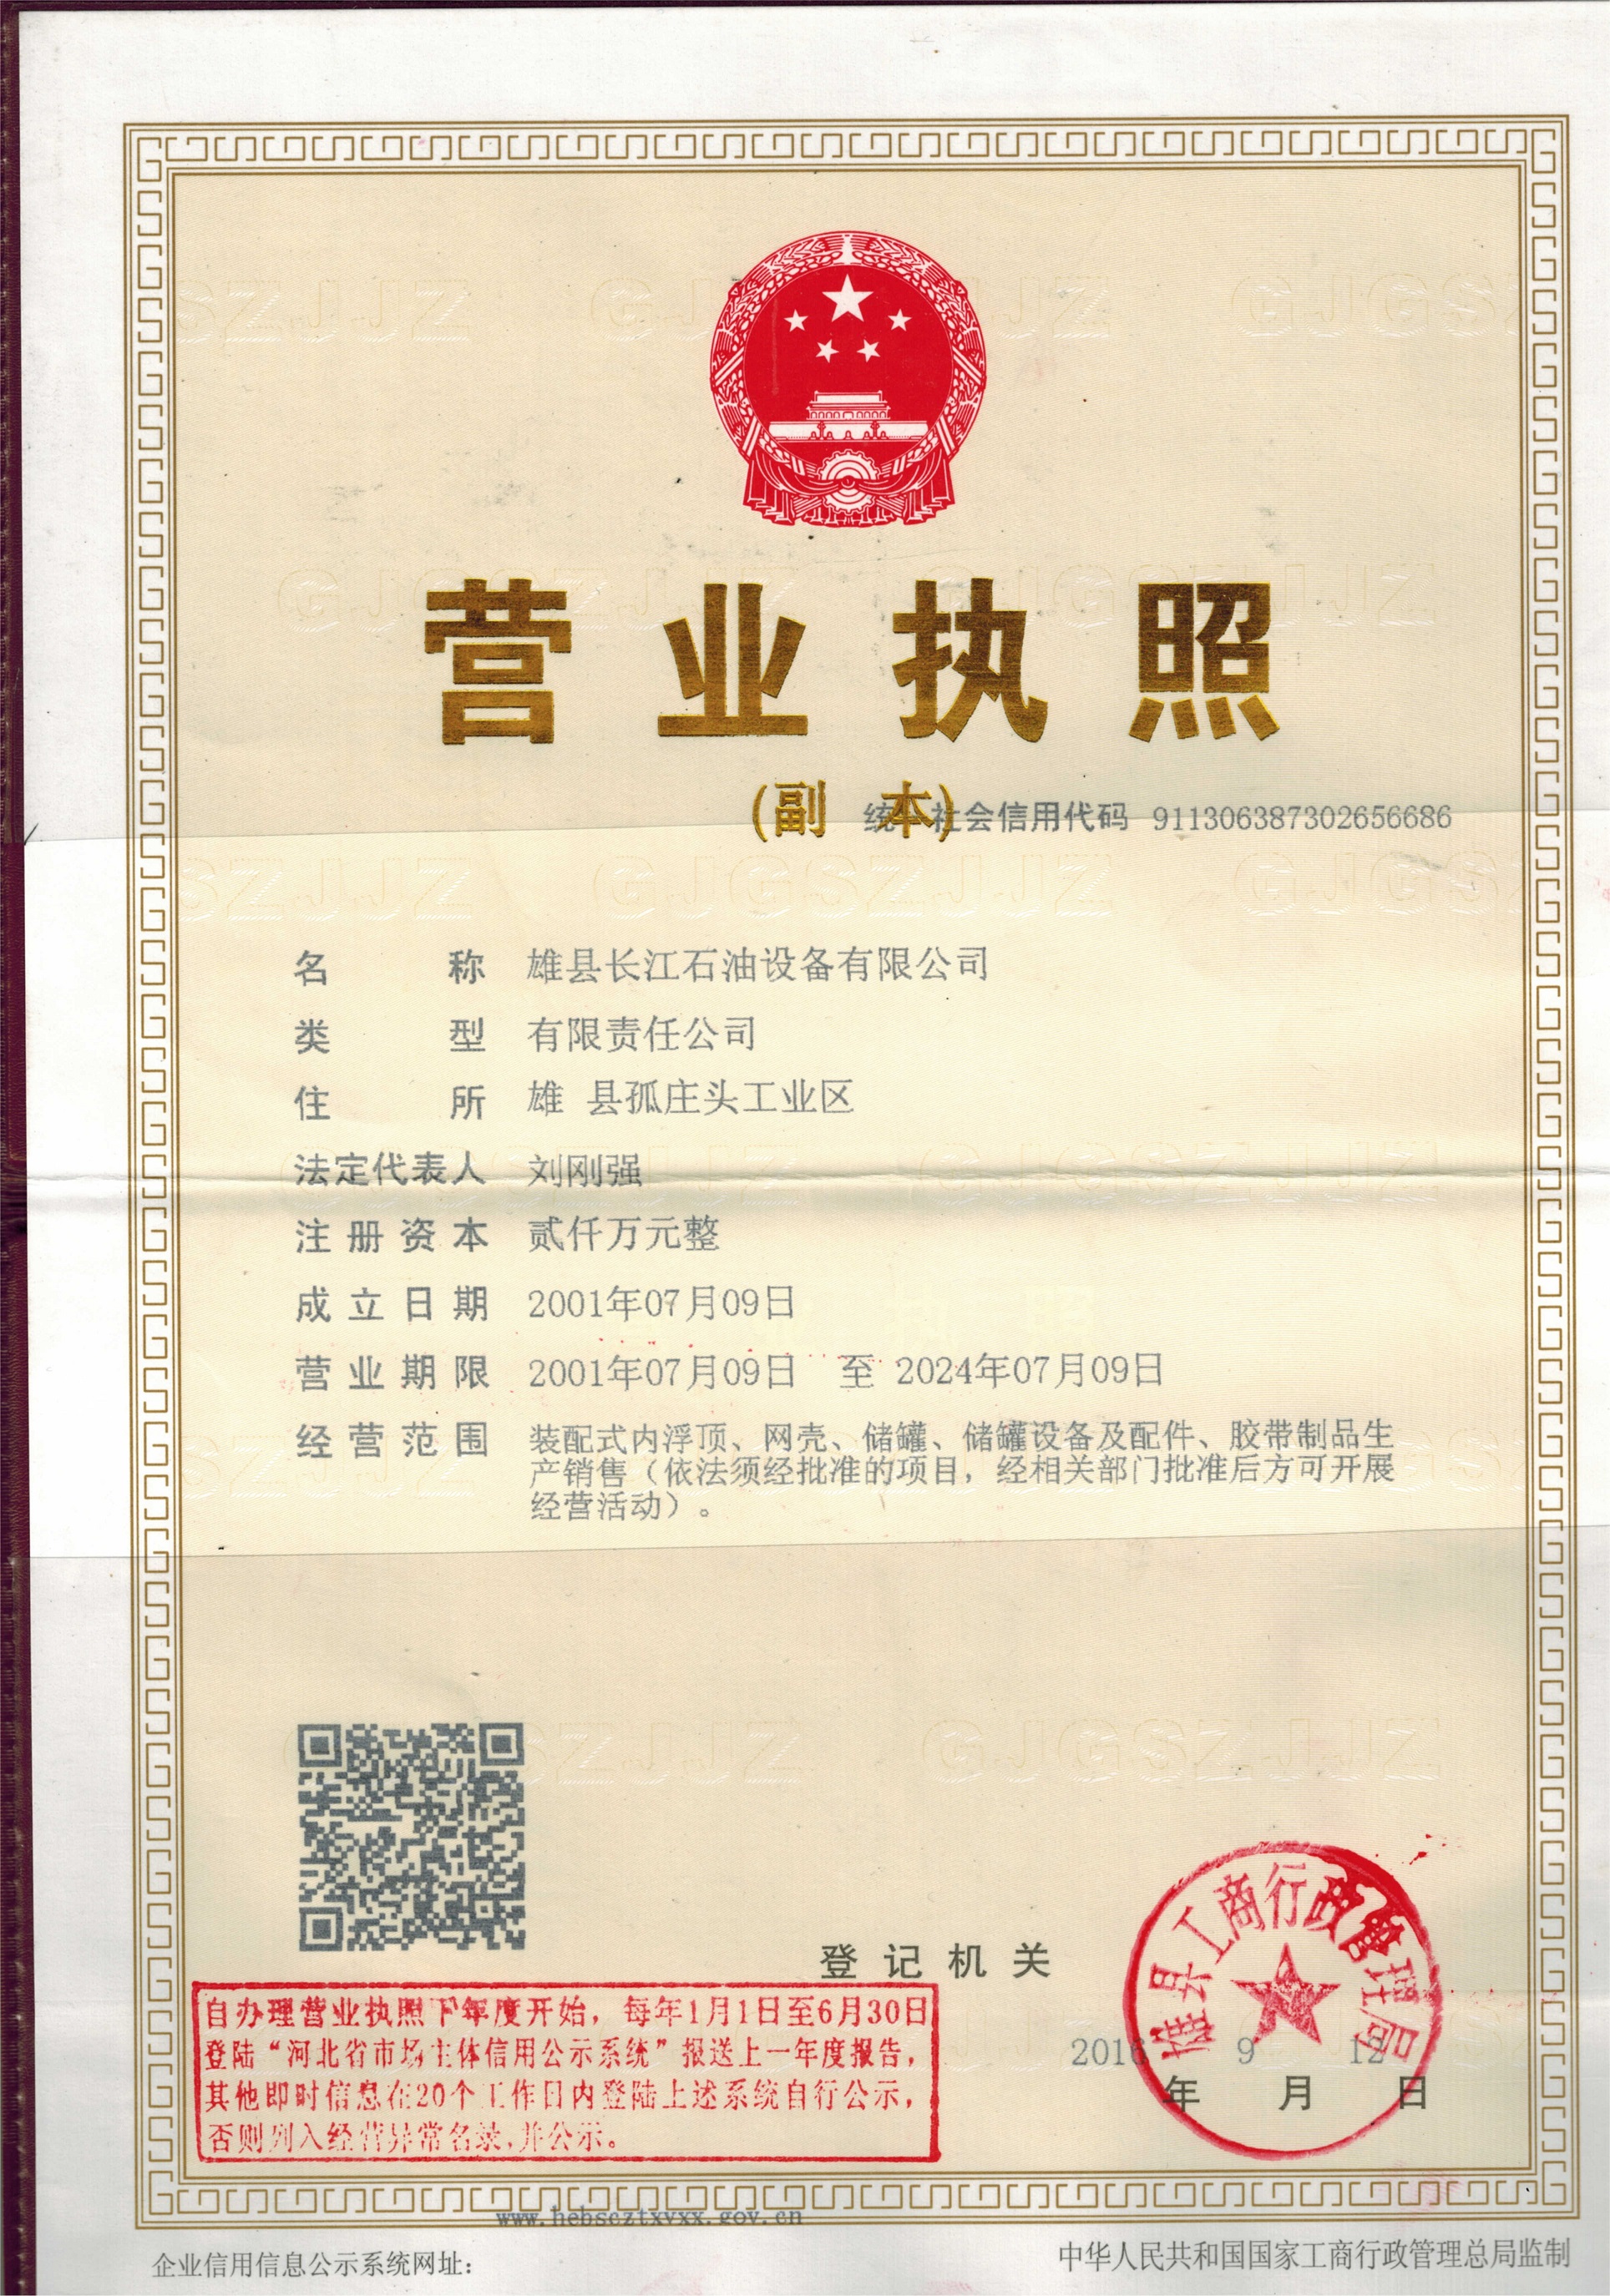 营业执照
(副 本)
统一社会信用代码 911306387302656686
名称 雄县长江石油设备有限公司
类型 有限责任公司
住所 雄 县孤庄头工业区
法定代表人 刘刚强
注册资本 贰仟万元整
成立日期 2001年07月09日
营业期限 2001年07月09日 至 2024年07月09日
经营范围 装配式内浮顶、网壳、储罐、储罐设备及配件、胶带制品生
产销售（依法须经批准的项目，经相关部门批准后方可开展
经营活动）。
登记机关
雄县工商行政管理局
2016 9 12
年 月 日
自办理营业执照下年度开始，每年1月1日至6月30日
登陆“河北省市场主体信用公示系统”报送上一年度报告，
其他即时信息在20个工作日内登陆上述系统自行公示，
否则列入经营异常名录,并公示。
www.hebscztxyxx.gov.cn
企业信用信息公示系统网址：
中华人民共和国国家工商行政管理总局监制
GJGSZJJZ